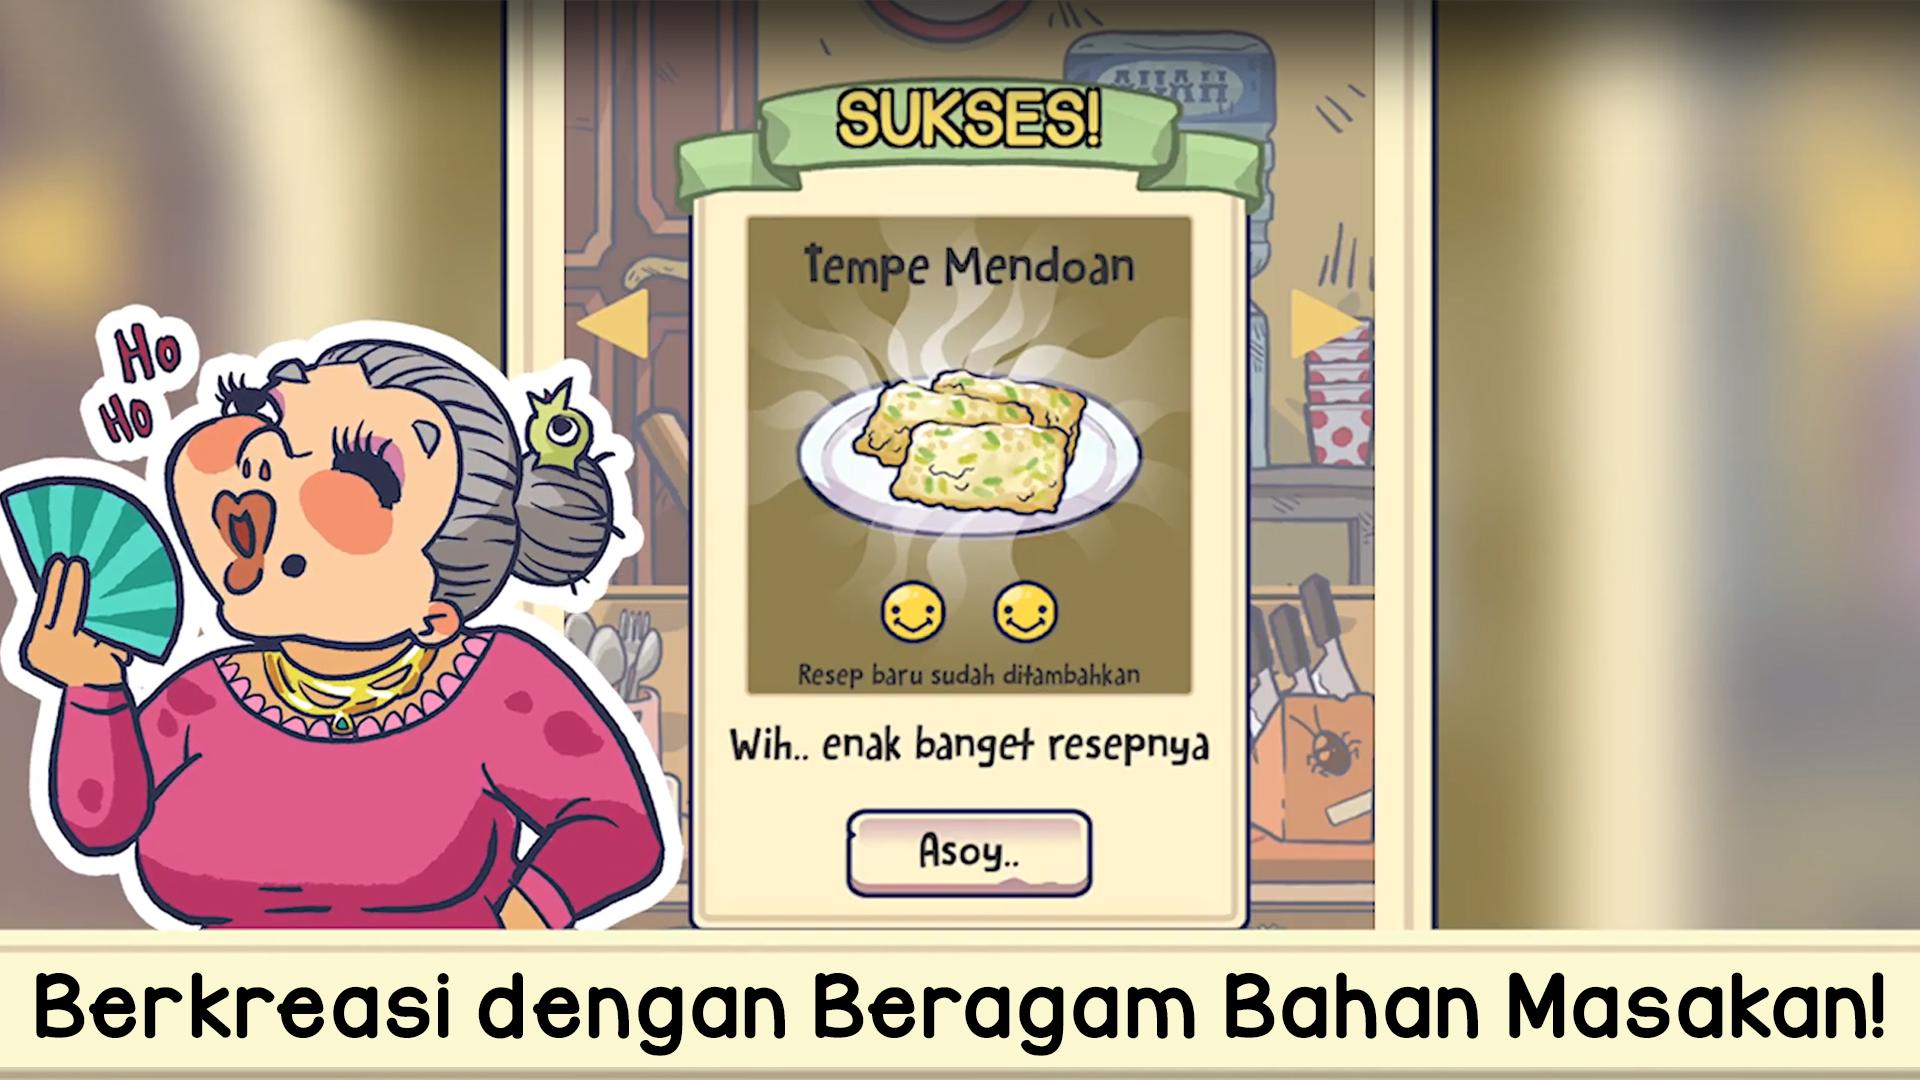 SUKSES!
Tempe Mendoan
Ho
Ho
Resep baru sudah ditambahkan
Wih.. enak banget resepnya
Asoy..
Berkreasi dengan Beragam Bahan Masakan!